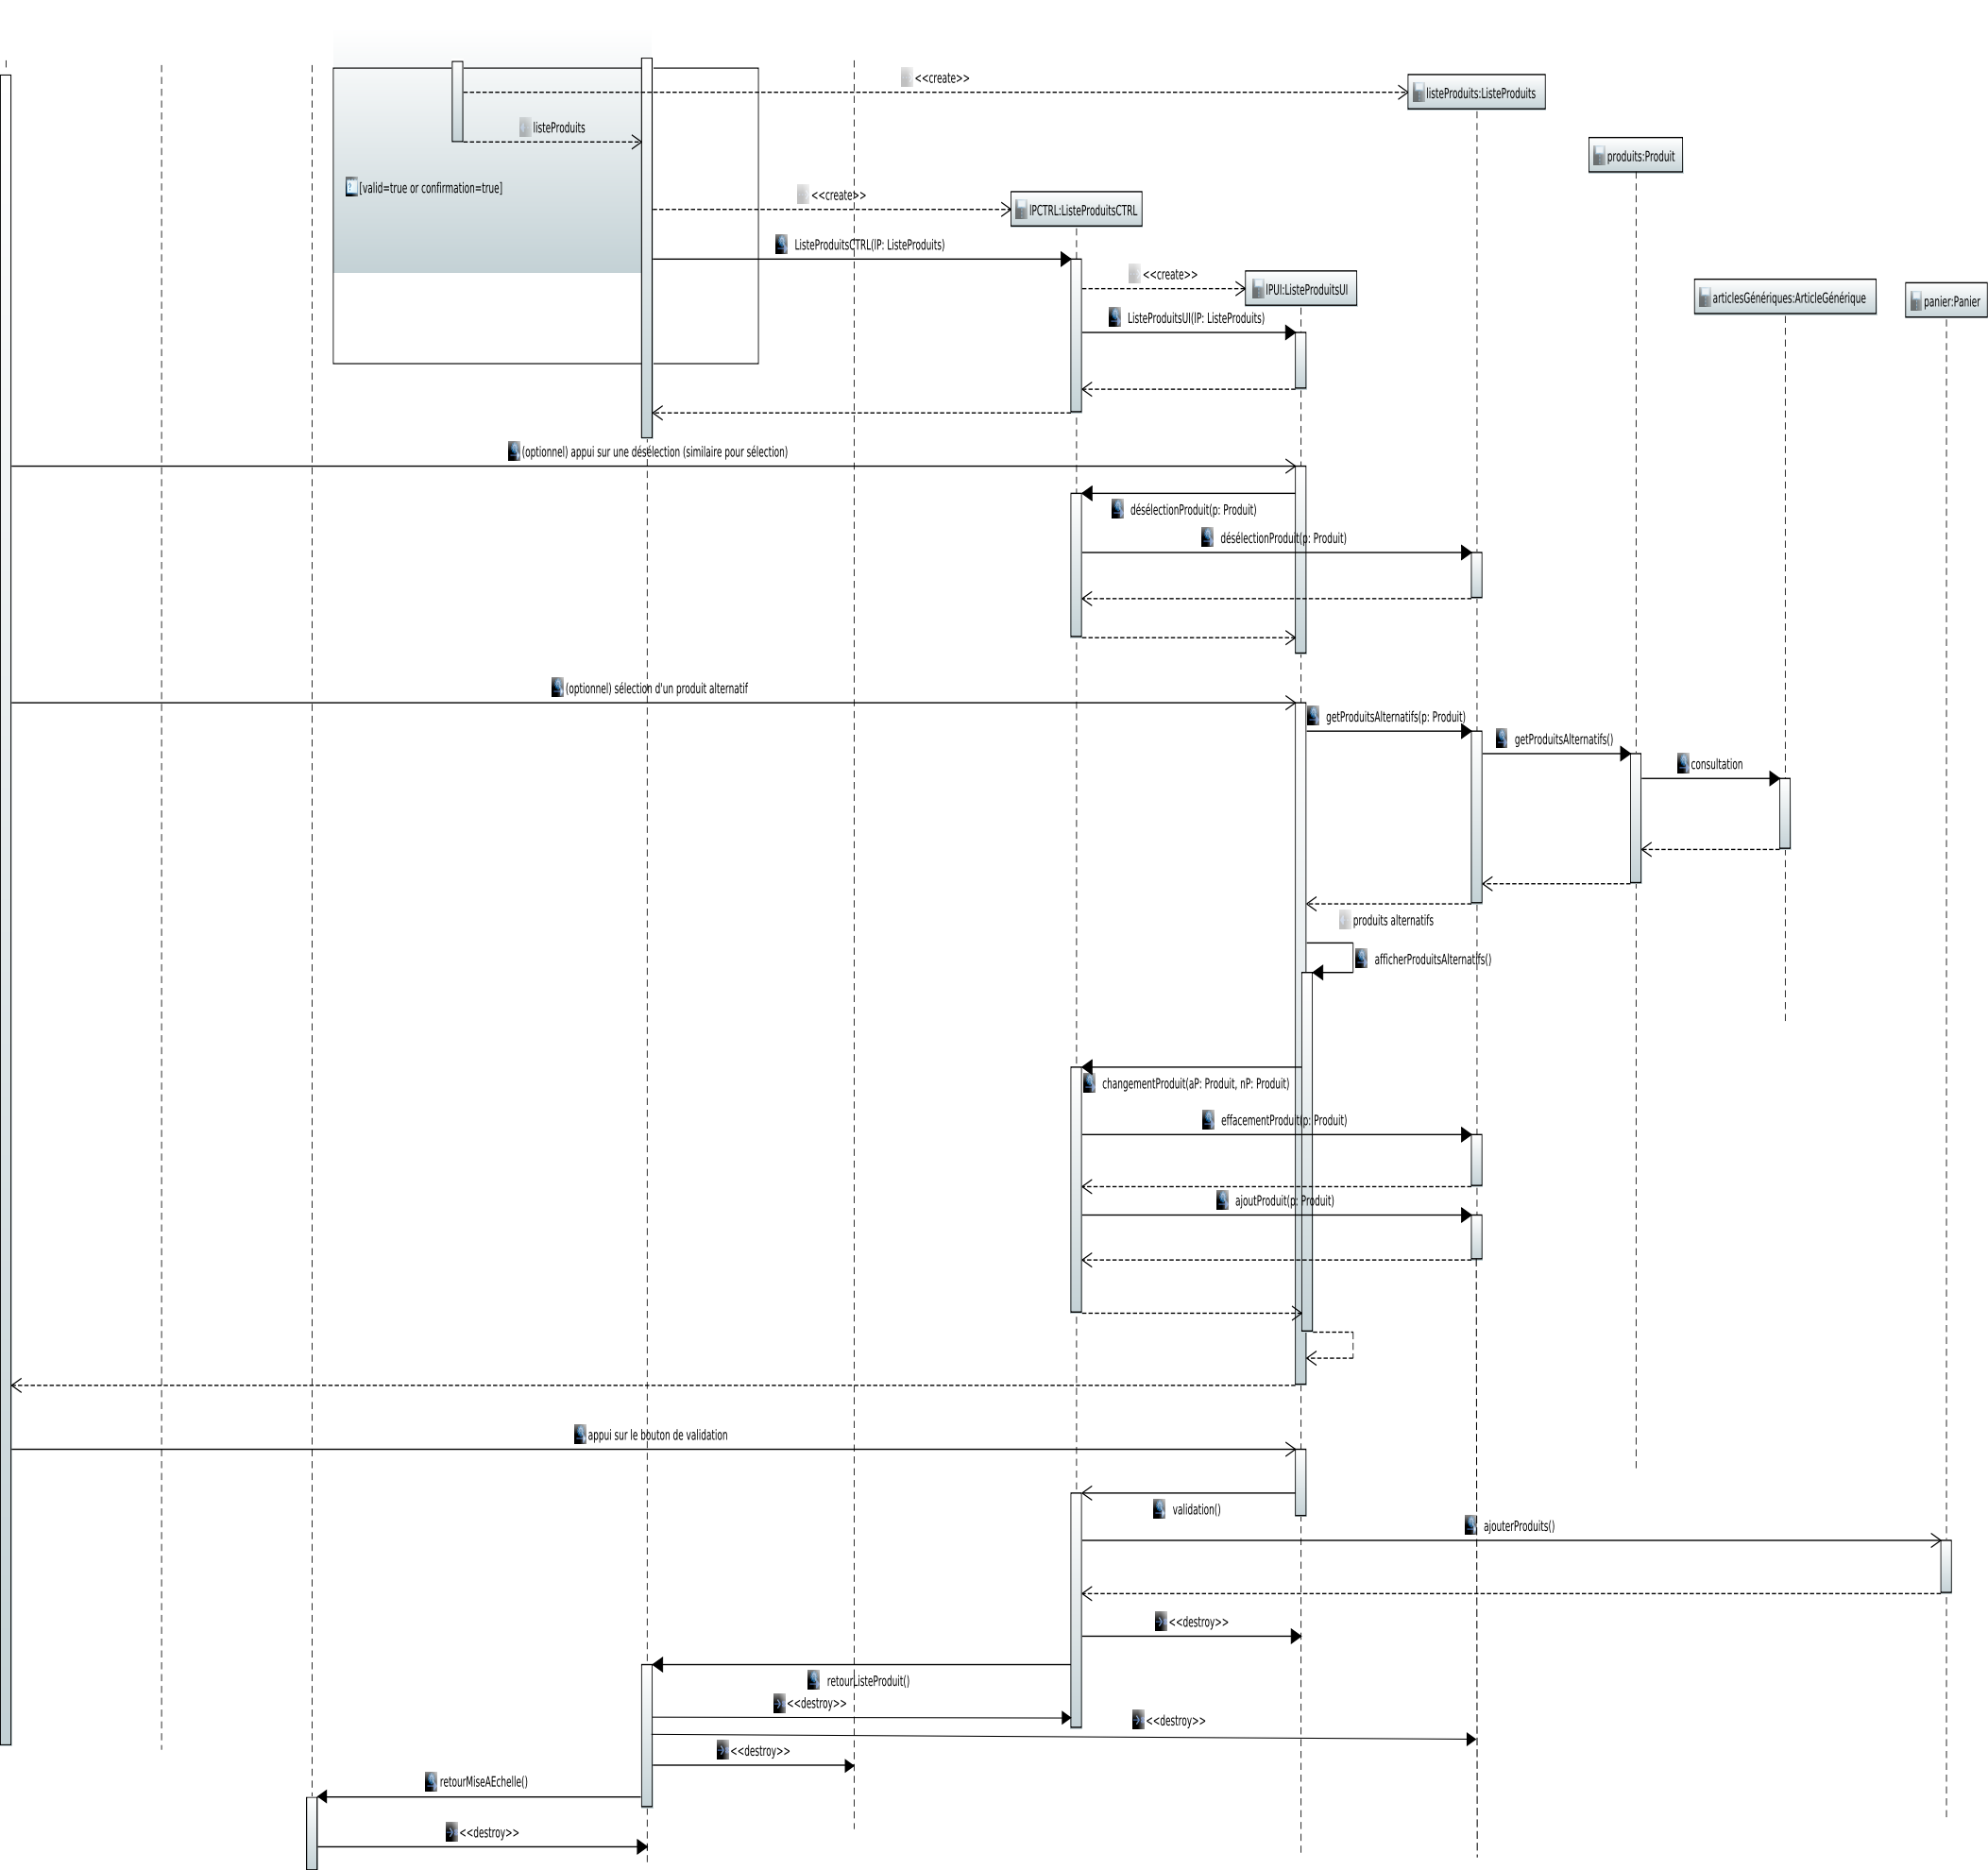 <<create>>
listeProduits:ListeProduits
listeProduits
produits:Produit
[valid=true or confirmation=true]
<<create>>
lPCTRL:ListeProduitsCTRL
ListeProduitsCTRL(lP: ListeProduits)
<<create>>
lPUI:ListeProduitsUI
articlesGénériques:ArticleGénérique
panier:Panier
ListeProduitsUI(lP: ListeProduits)
(optionnel) appui sur une désélection (similaire pour sélection)
désélectionProduit(p: Produit)
désélectionProduit(p: Produit)
(optionnel) sélection d'un produit alternatif
getProduitsAlternatifs(p: Produit)
getProduitsAlternatifs()
consultation
produits alternatifs
afficherProduitsAlternatifs()
changementProduit(aP: Produit, nP: Produit)
effacementProduit(p: Produit)
ajoutProduit(p: Produit)
appui sur le bouton de validation
validation()
ajouterProduits()
<<destroy>>
retourListeProduit()
<<destroy>>
<<destroy>>
<<destroy>>
retourMiseAEchelle()
<<destroy>>